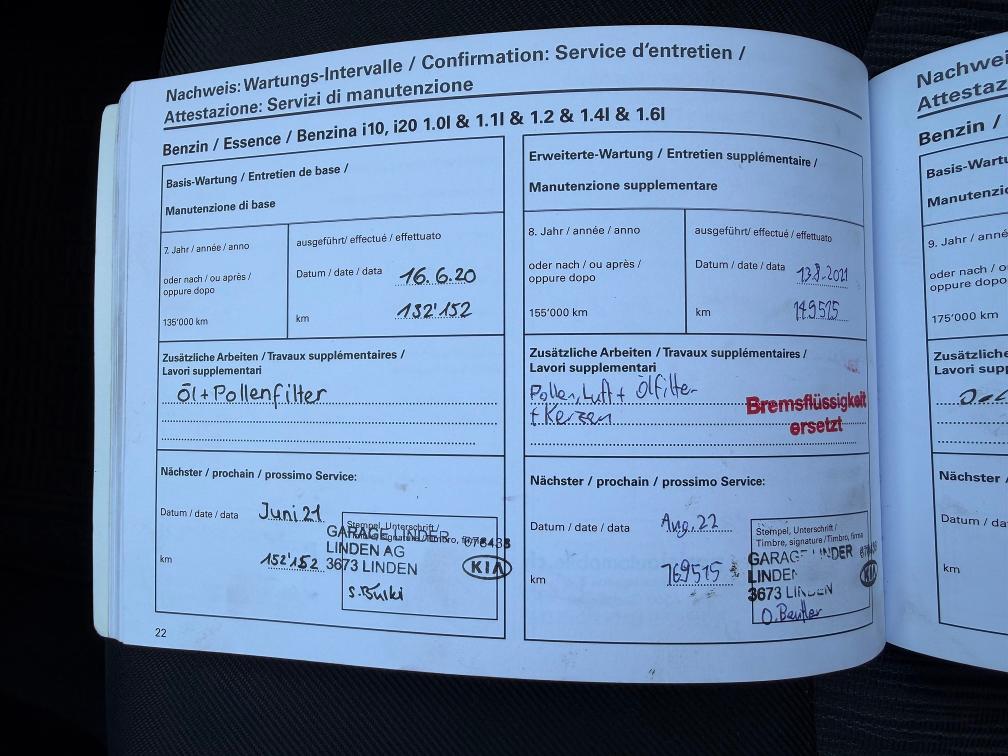 Nachweis: Wartungs-Intervalle / Confirmation: Service d'entretien /
Attestazione: Servizi di manutenzione
Benzin / Essence / Benzina i10, i20 1.0l & 1.1l & 1.2 & 1.4l & 1.6l
Basis-Wartung / Entretien de base /
Manutenzione di base
7. Jahr / année / anno
oder nach / ou après /
oppure dopo
135'000 km
ausgeführt/ effectué / effettuato
Datum / date / data 16.6.20
km 132'152
Zusätzliche Arbeiten / Travaux supplémentaires /
Lavori supplementari
Öl + Pollenfilter
Nächster / prochain / prossimo Service:
Datum / date / data Juni 21
km 152'152
Stempel, Unterschrift /
GARAGE LINDER
LINDEN AG
3673 LINDEN
KIA
22
Erweiterte-Wartung / Entretien supplémentaire /
Manutenzione supplementare
8. Jahr / année / anno
oder nach / ou après /
oppure dopo
155'000 km
ausgeführt/ effectué / effettuato
Datum / date / data 13.8.2021
km 149515
Zusätzliche Arbeiten / Travaux supplémentaires /
Lavori supplementari
Pollen, Luft + Ölfilter
+ Kerzen
Bremsflüssigkeit
ersetzt
Nächster / prochain / prossimo Service:
Datum / date / data Aug. 22
km 169515
Stempel, Unterschrift /
Timbre, signature / Timbro, firma
GARAGE LINDER
LINDEN
3673 LINDEN
KIA
O. Beutler
Nachwei
Attesta
Benzin /
Basis-Wartu
Manutenzione
9. Jahr / anné
oder nach / o
oppure dopo
175'000 km
Zusätzliche
Lavori supp
Nächster /
Datum / da
km